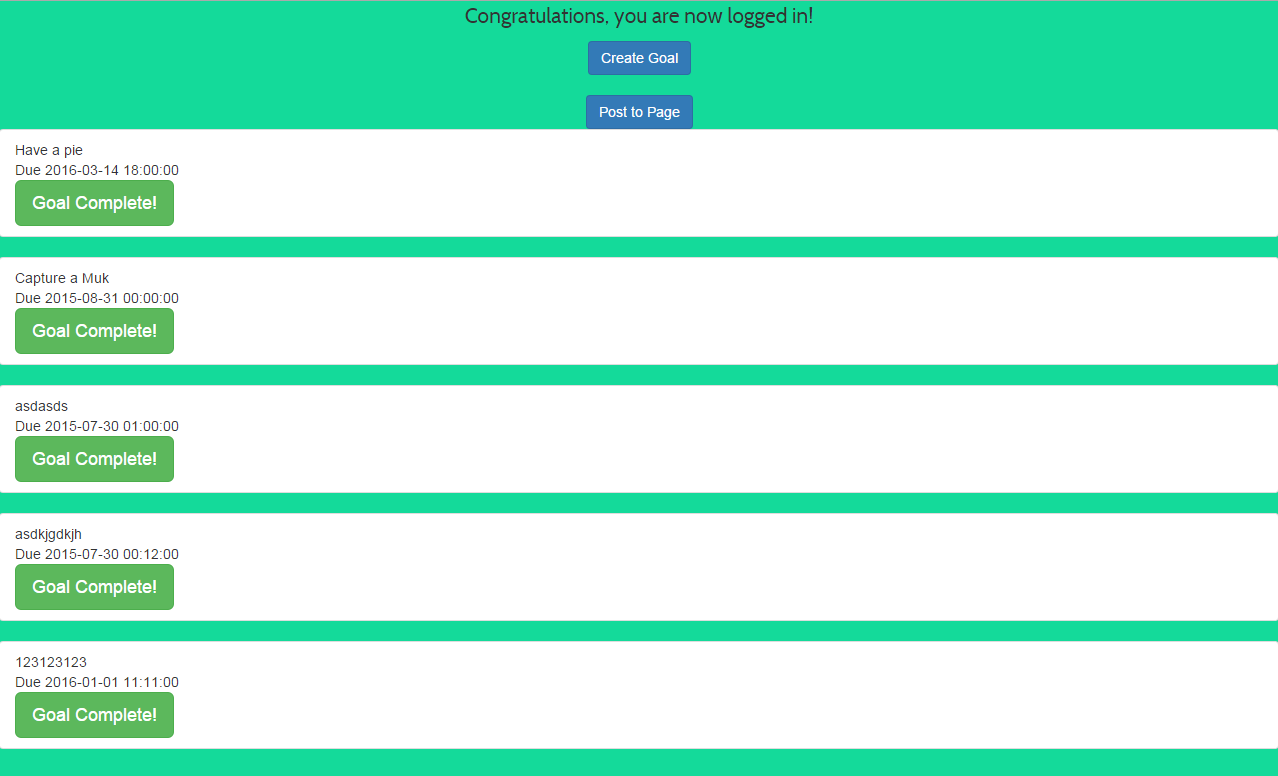 Congratulations, you are now logged in!
Create Goal
Post to Page
Have a pie
Due 2016-03-14 18:00:00
Goal Complete!
Capture a Muk
Due 2015-08-31 00:00:00
Goal Complete!
asdasds
Due 2015-07-30 01:00:00
Goal Complete!
asdkjgdkjh
Due 2015-07-30 00:12:00
Goal Complete!
123123123
Due 2016-01-01 11:11:00
Goal Complete!